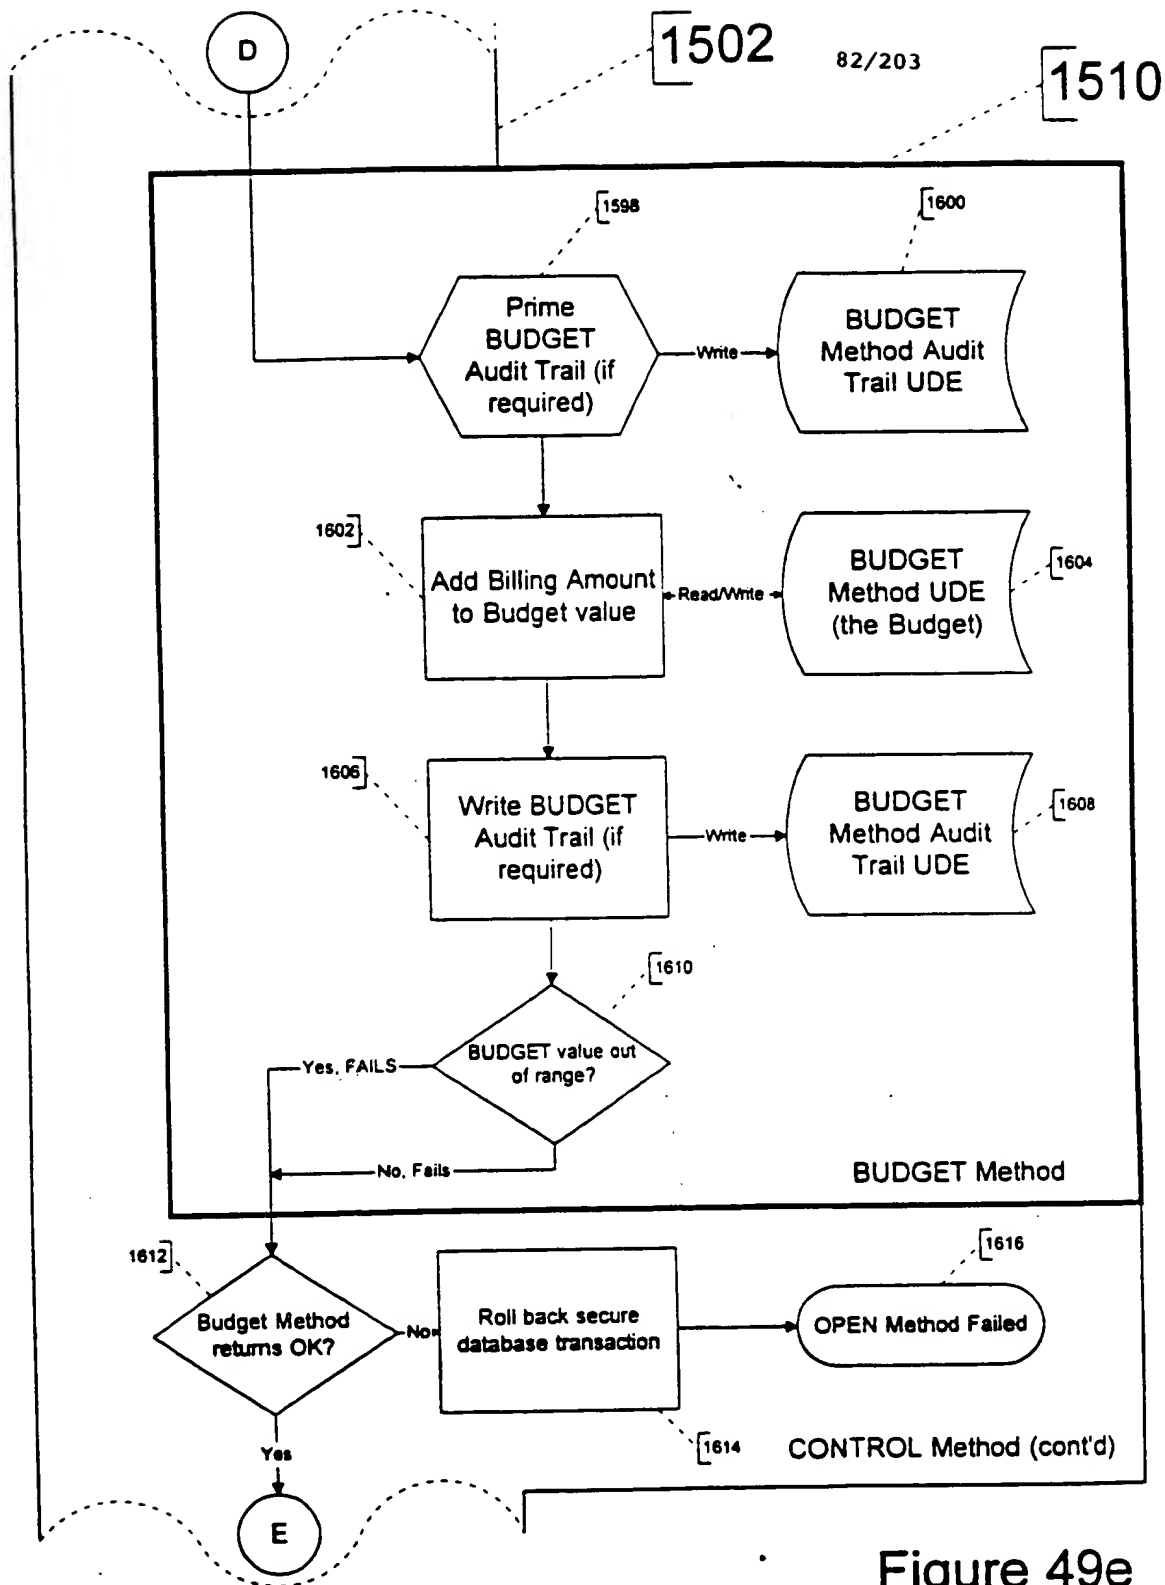 D
1502
82/203
1510
1598
1600
Prime
BUDGET
Audit Trail (if
required)
Write
BUDGET
Method Audit
Trail UDE
1602
Add Billing Amount
to Budget value
Read/Write
BUDGET
Method UDE
(the Budget)
1604
1606
Write BUDGET
Audit Trail (if
required)
Write
BUDGET
Method Audit
Trail UDE
1608
1610
BUDGET value out
of range?
Yes, FAILS
No, Fails
BUDGET Method
1612
Budget Method
returns OK?
No
Roll back secure
database transaction
1616
OPEN Method Failed
1614
CONTROL Method (cont'd)
Yes
E
Figure 49e